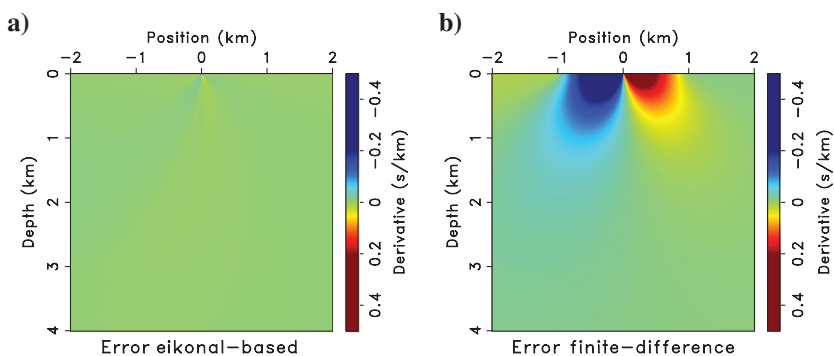 a)
Position (km)
−2 −1 0 1 2
0 1 2 3 4
Depth (km)
−0.4 −0.2 0 0.2 0.4
Derivative (s/km)
Error eikonal−based
b)
Position (km)
−2 −1 0 1 2
0 1 2 3 4
Depth (km)
−0.4 −0.2 0 0.2 0.4
Derivative (s/km)
Error finite−difference